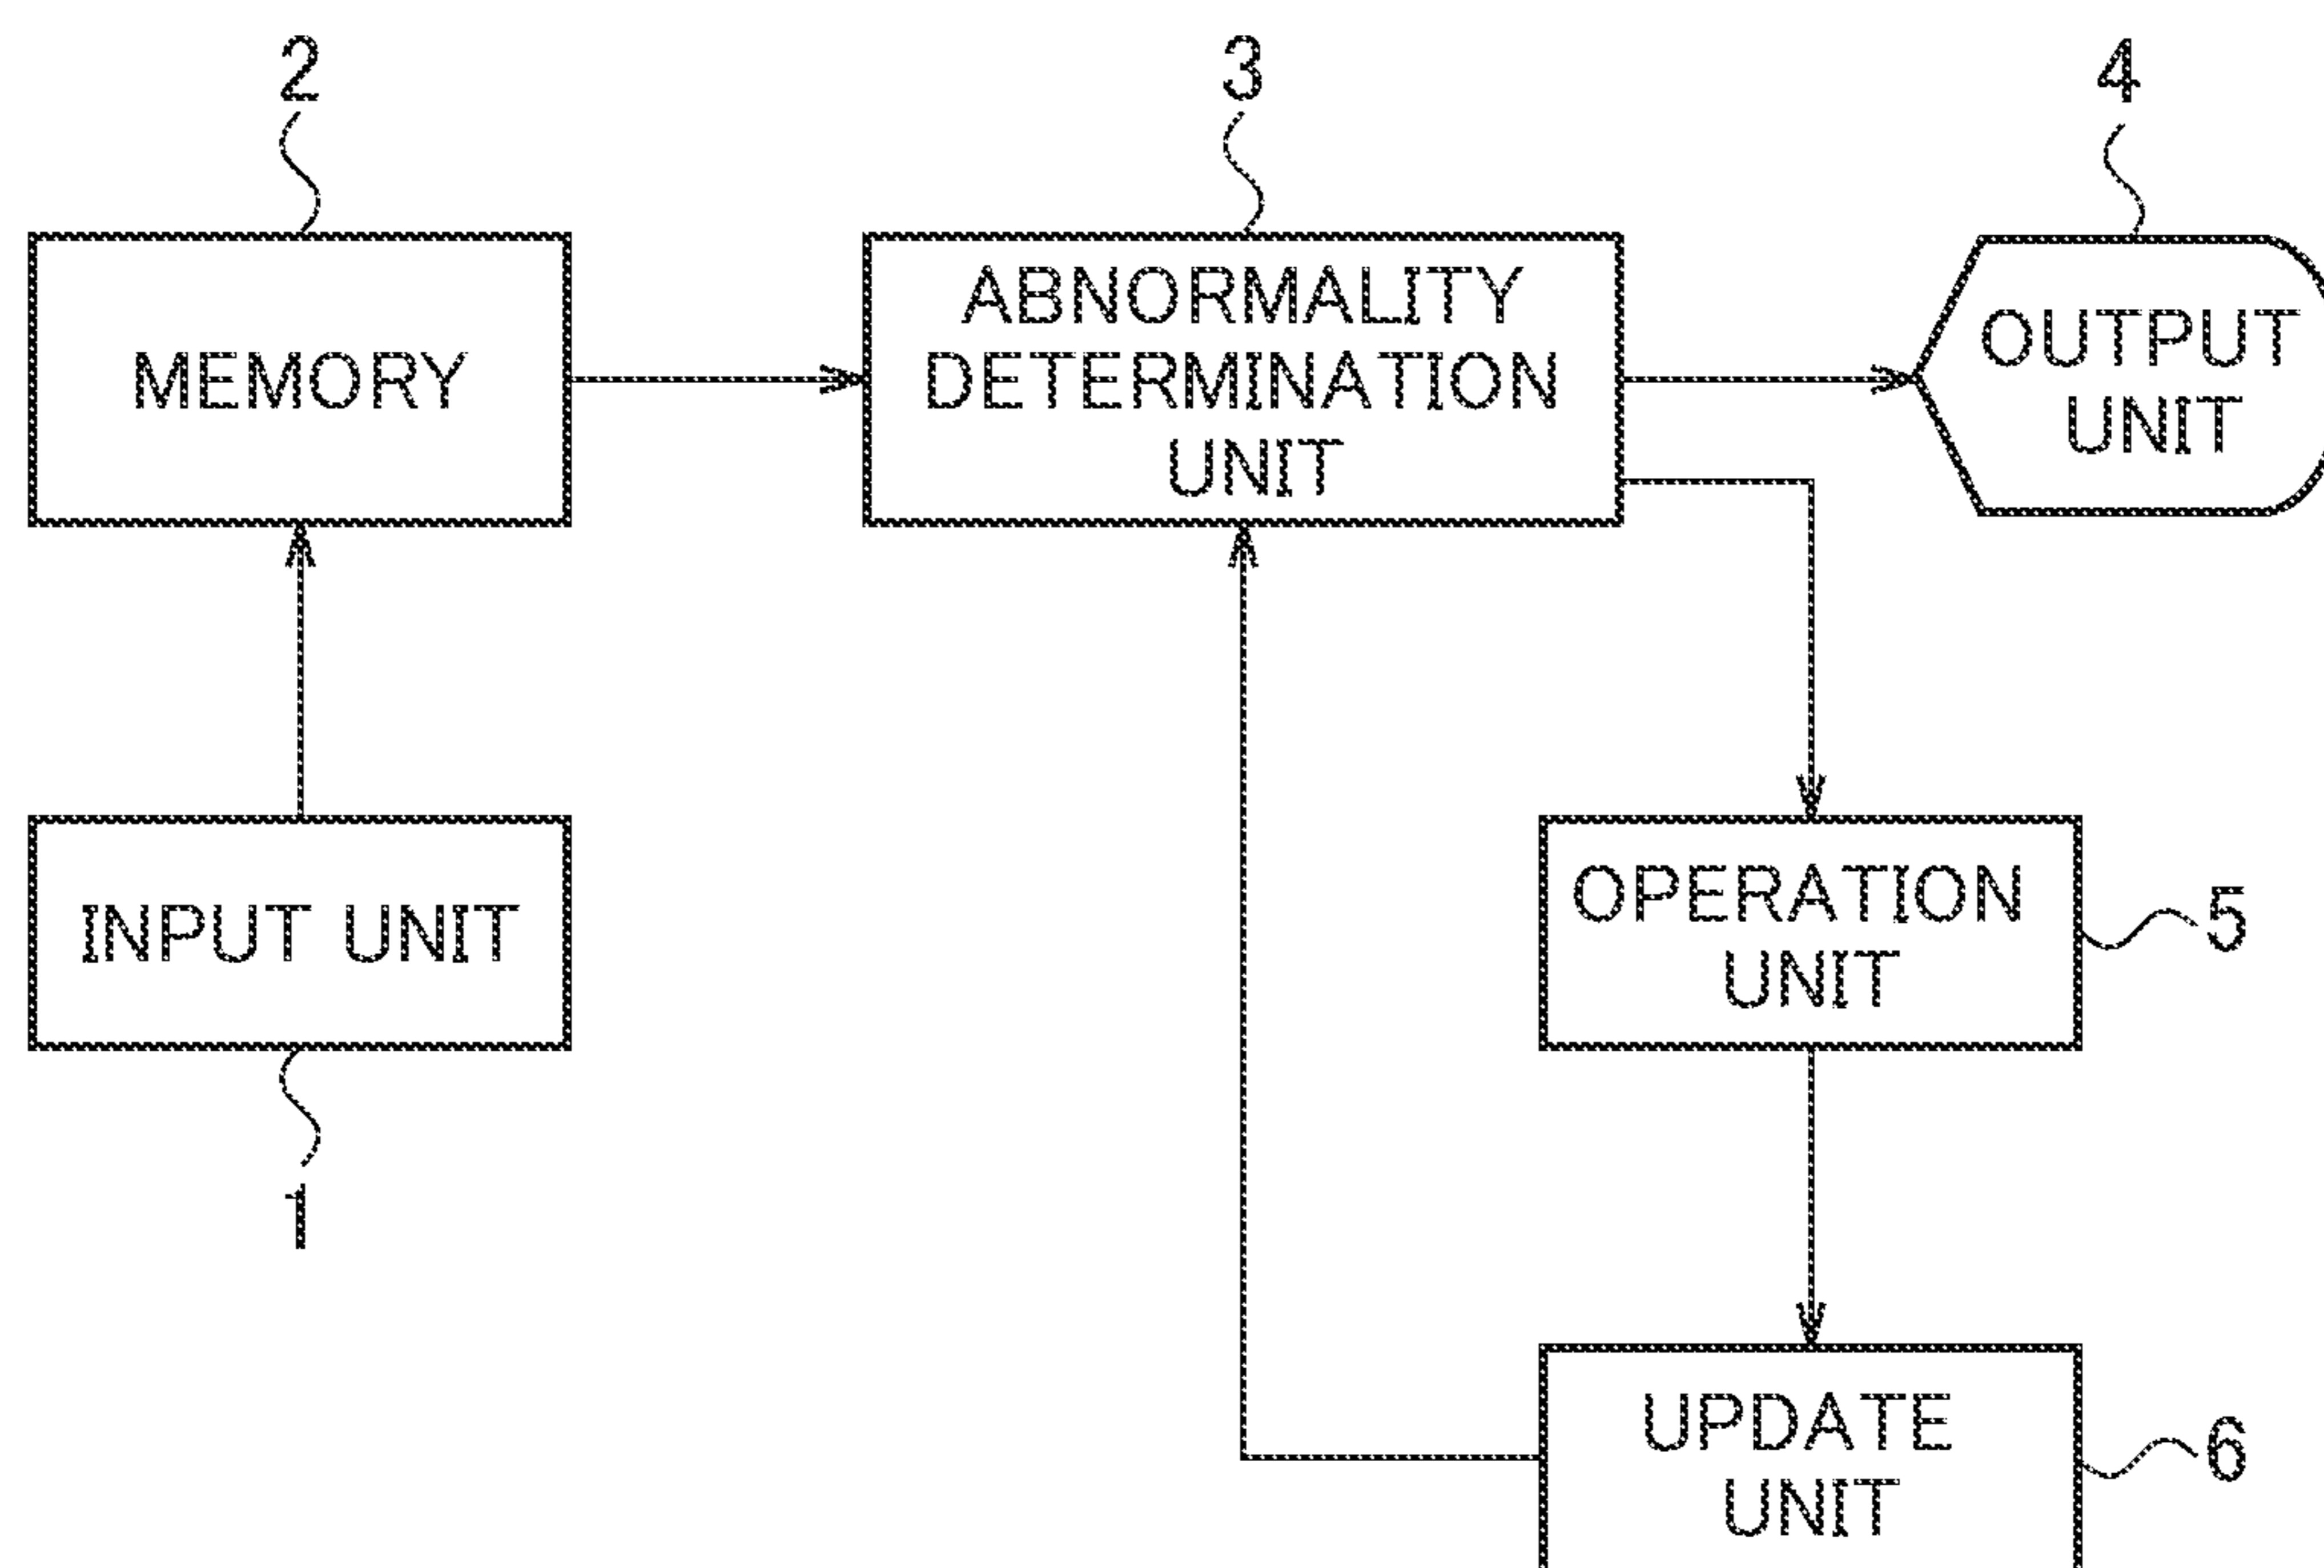 2
3
4
MEMORY
ABNORMALITY
DETERMINATION
UNIT
OUTPUT
UNIT
INPUT UNIT
OPERATION
UNIT
5
1
UPDATE
UNIT
6